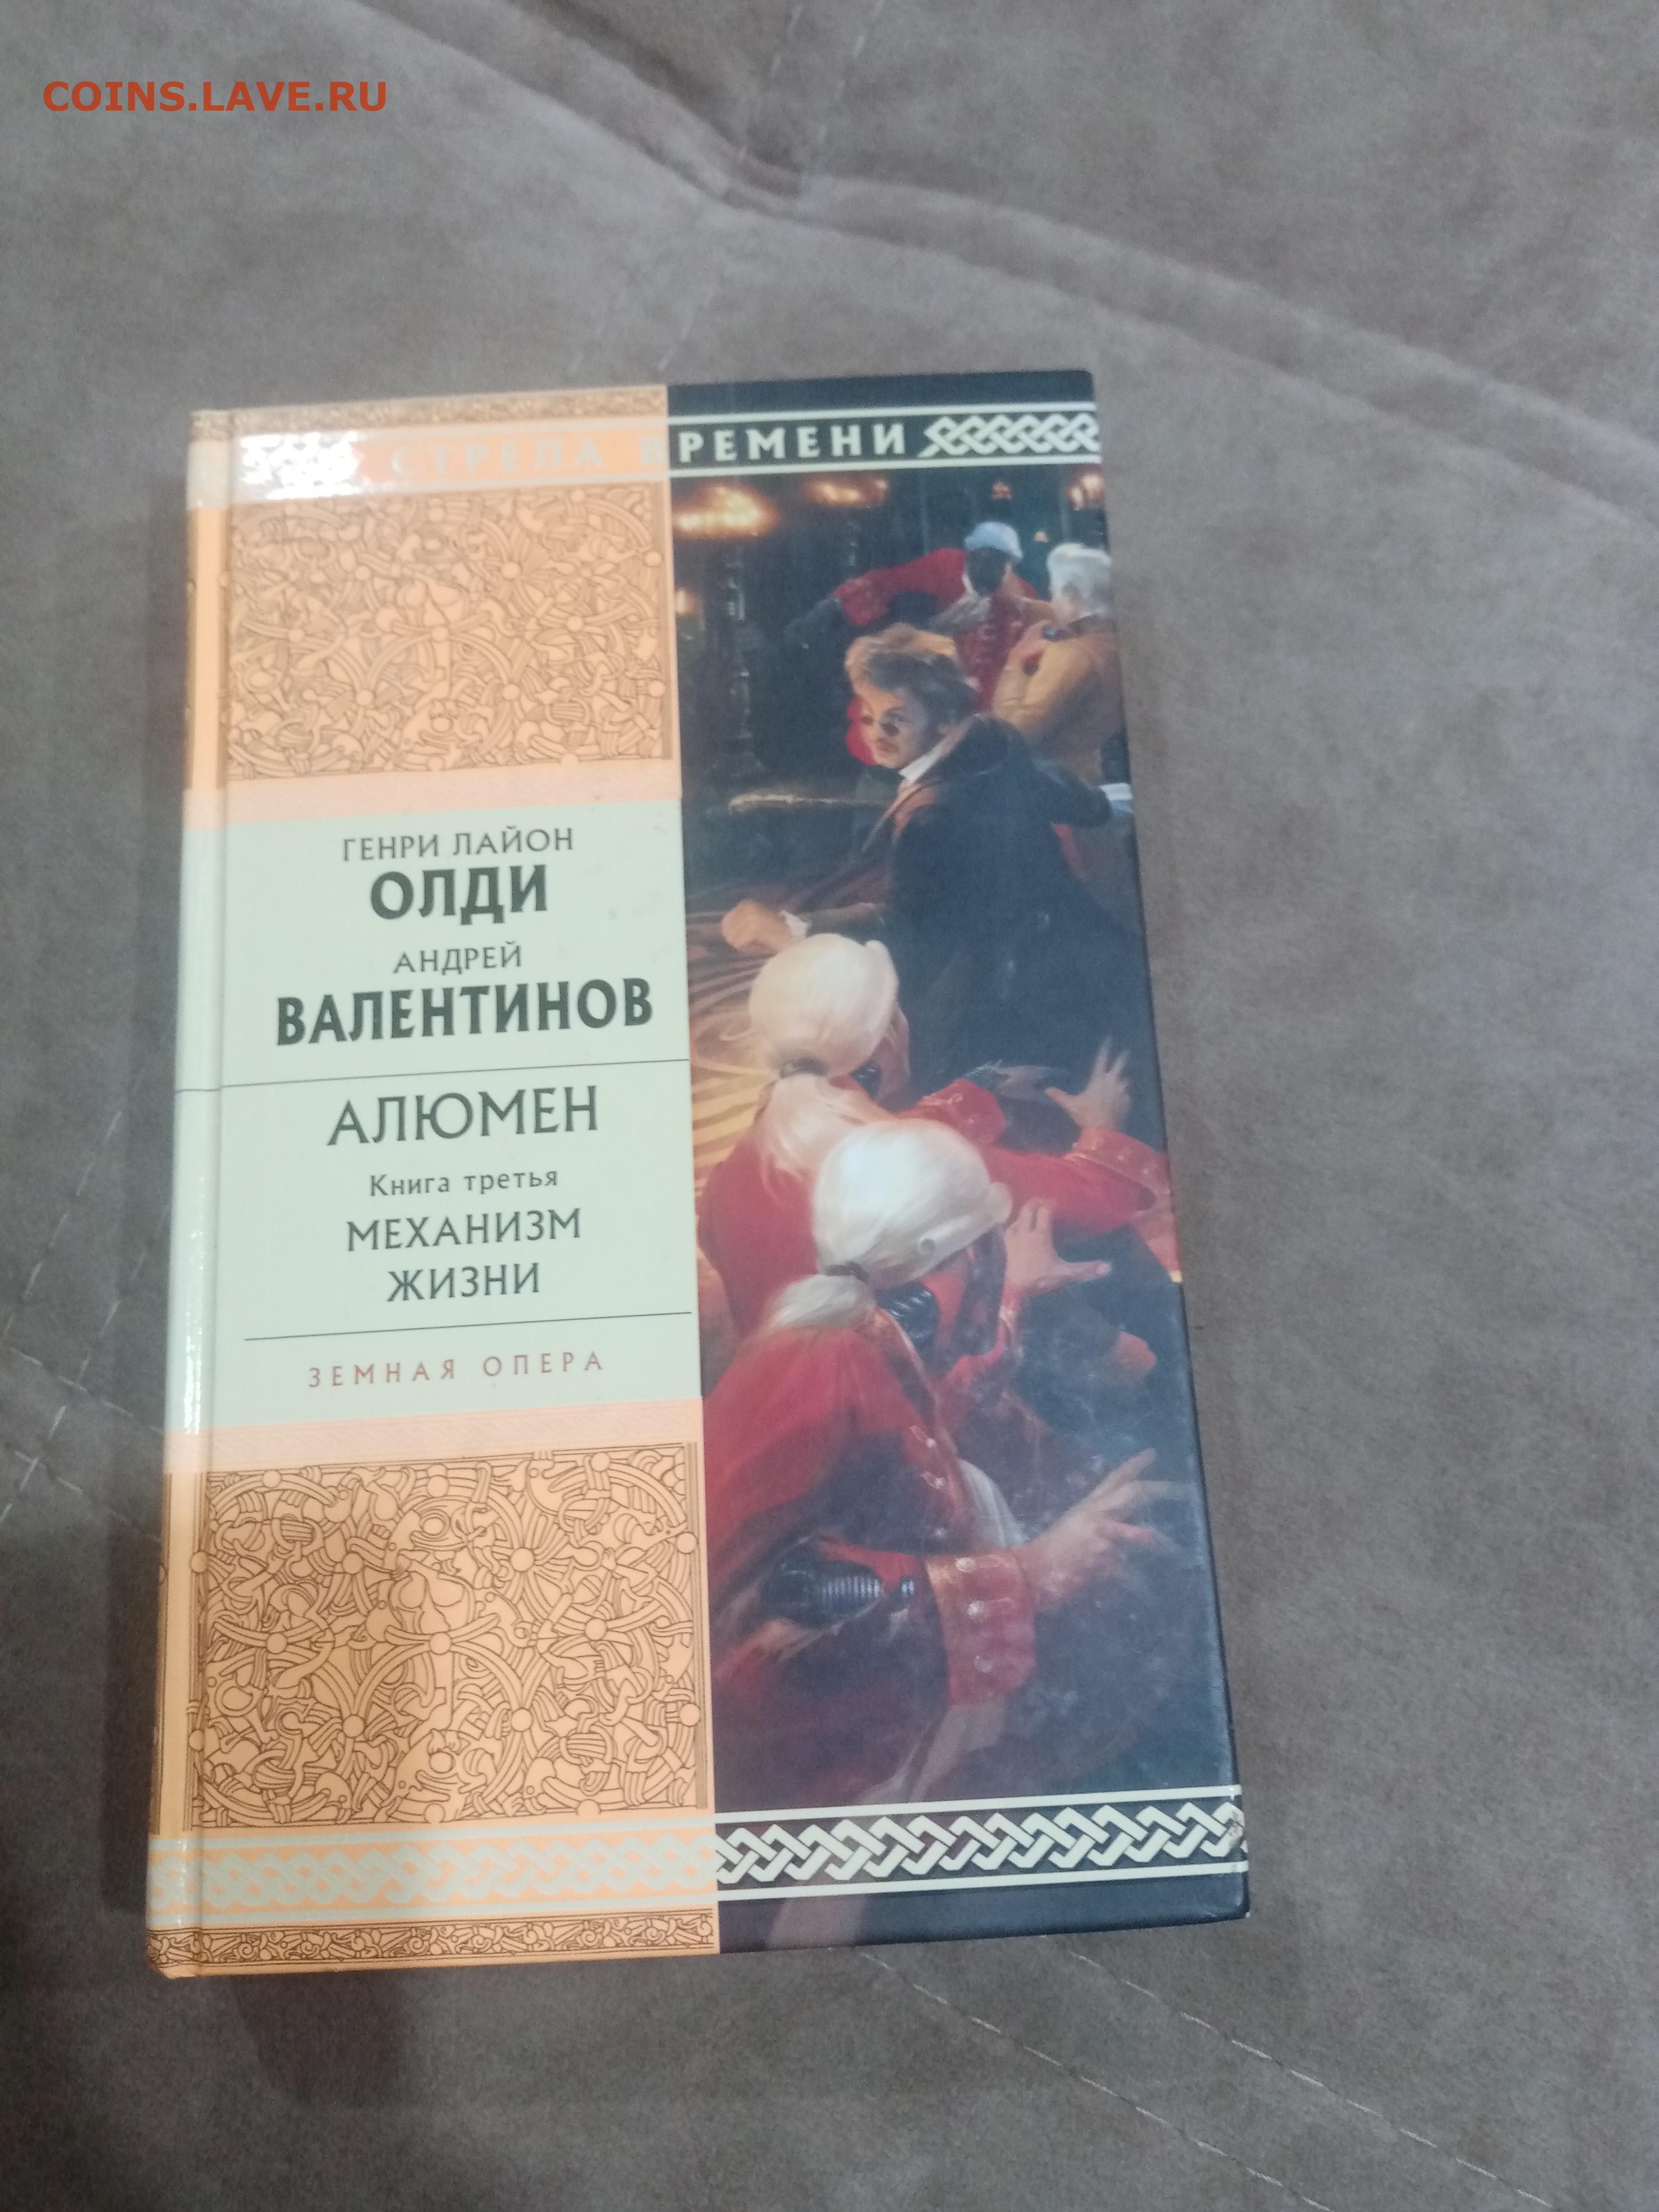 COINS.LAVE.RU
СТРЕЛА ВРЕМЕНИ
ГЕНРИ ЛАЙОН
ОЛДИ
АНДРЕЙ
ВАЛЕНТИНОВ
АЛЮМЕН
Книга третья
МЕХАНИЗМ
ЖИЗНИ
ЗЕМНАЯ ОПЕРА